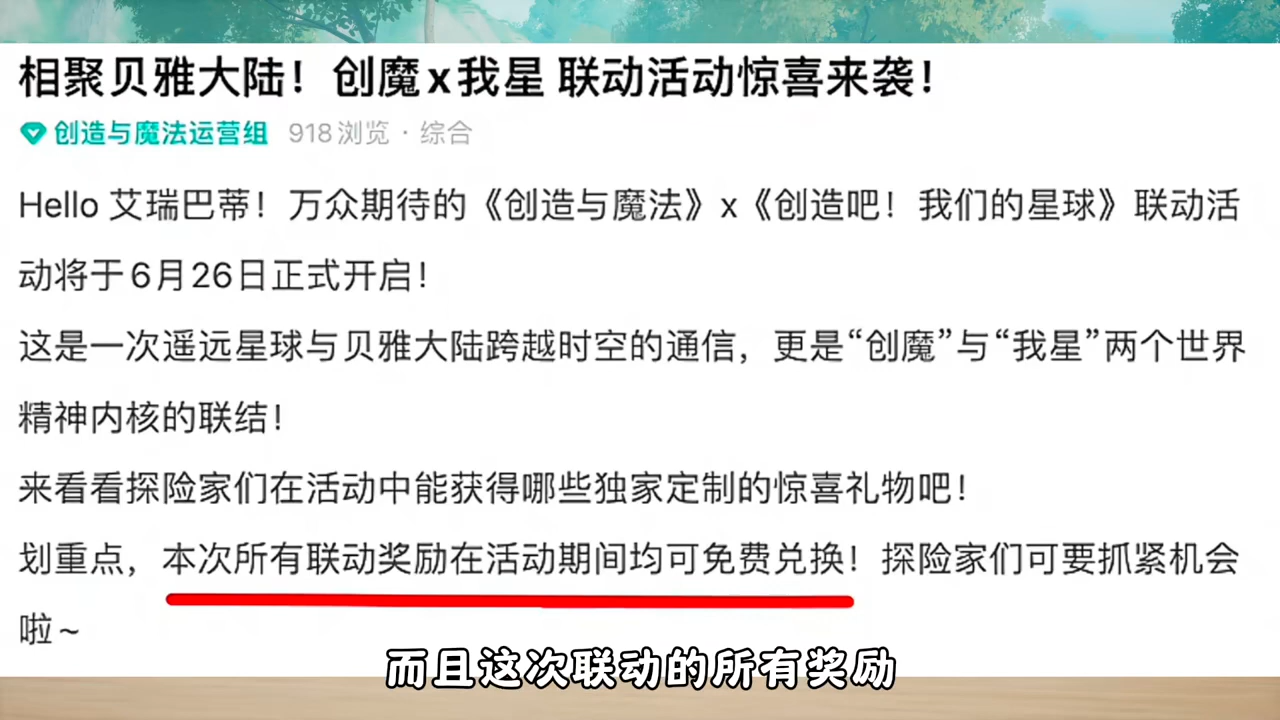 相聚贝雅大陆！创魔x我星 联动活动惊喜来袭！
创造与魔法运营组 918浏览 · 综合
Hello 艾瑞巴蒂！万众期待的《创造与魔法》x《创造吧！我们的星球》联动活
动将于6月26日正式开启！
这是一次遥远星球与贝雅大陆跨越时空的通信，更是“创魔”与“我星”两个世界
精神内核的联结！
来看看探险家们在活动中能获得哪些独家定制的惊喜礼物吧！
划重点，本次所有联动奖励在活动期间均可免费兑换！探险家们可要抓紧机会
啦~
而且这次联动的所有奖励